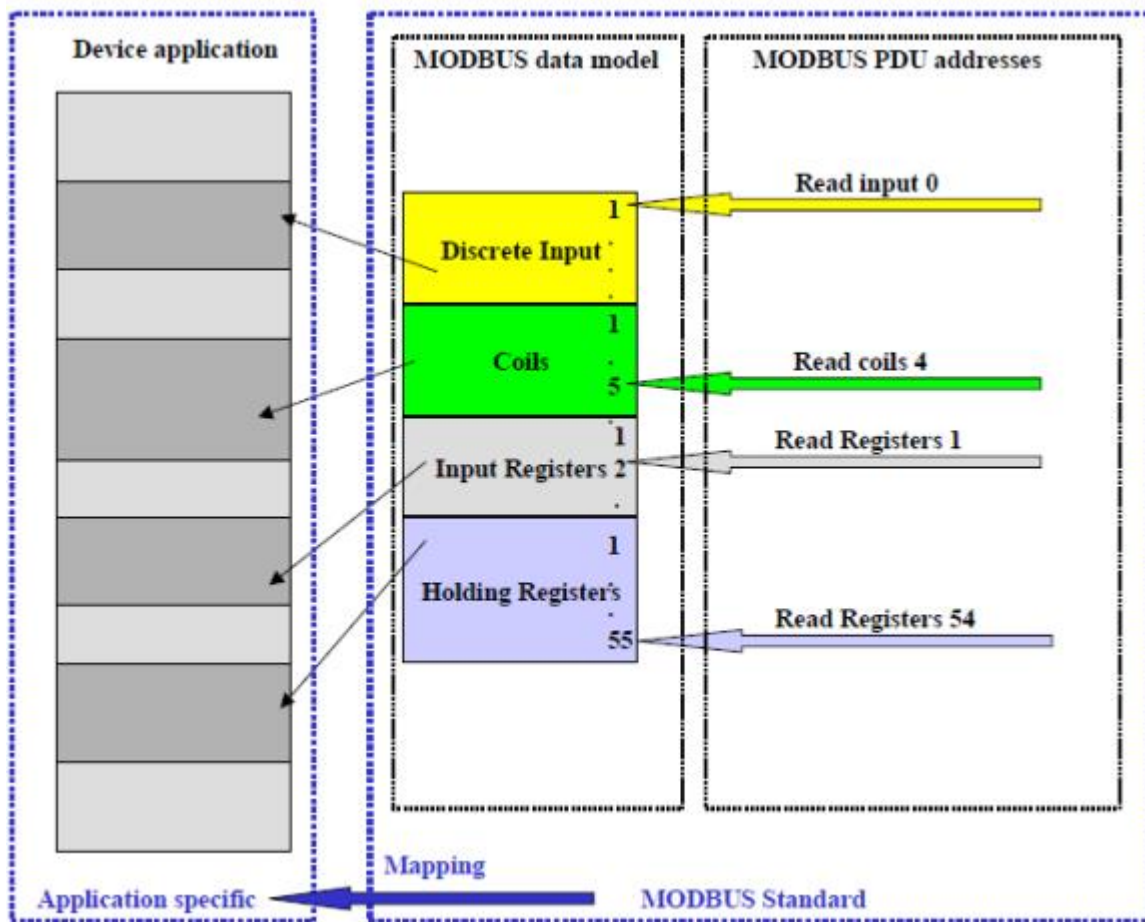 Device application
MODBUS data model
MODBUS PDU addresses
Read input 0
1
Discrete Input
.
.
.
1
Coils
.
5
Read coils 4
.
1
Input Registers 2
.
Read Registers 1
1
Holding Registers
.
.
55
Read Registers 54
Mapping
Application specific
MODBUS Standard